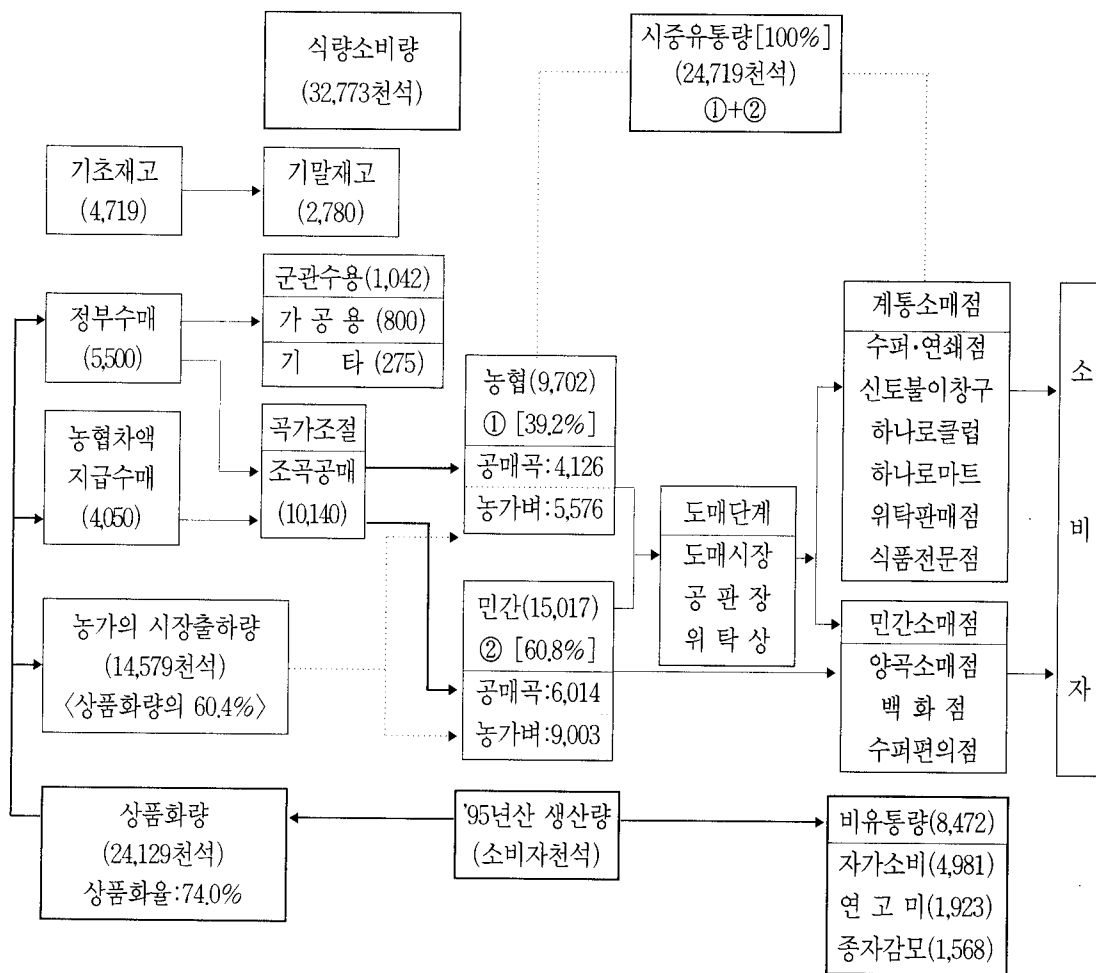 식량소비량
(32,773천석)
시중유통량[100%]
(24,719천석)
①+②
기초재고
(4,719)
기말재고
(2,780)
정부수매
(5,500)
군관수용(1,042)
가 공 용 (800)
기 타 (275)
농협차액
지급수매
(4,050)
곡가조절
조곡공매
(10,140)
농협(9,702)
① [39.2%]
공매곡:4,126
농가벼:5,576
민간(15,017)
② [60.8%]
공매곡:6,014
농가벼:9,003
도매단계
도매시장
공 판 장
위 탁 상
계통소매점
수퍼·연쇄점
신토불이창구
하나로클럽
하나로마트
위탁판매점
식품전문점
민간소매점
양곡소매점
백 화 점
수퍼편의점
소
비
자
농가의 시장출하량
(14,579천석)
〈상품화량의 60.4%〉
상품화량
(24,129천석)
상품화율:74.0%
'95년산 생산량
(소비자천석)
비유통량(8,472)
자가소비(4,981)
연 고 미(1,923)
종자감모(1,568)